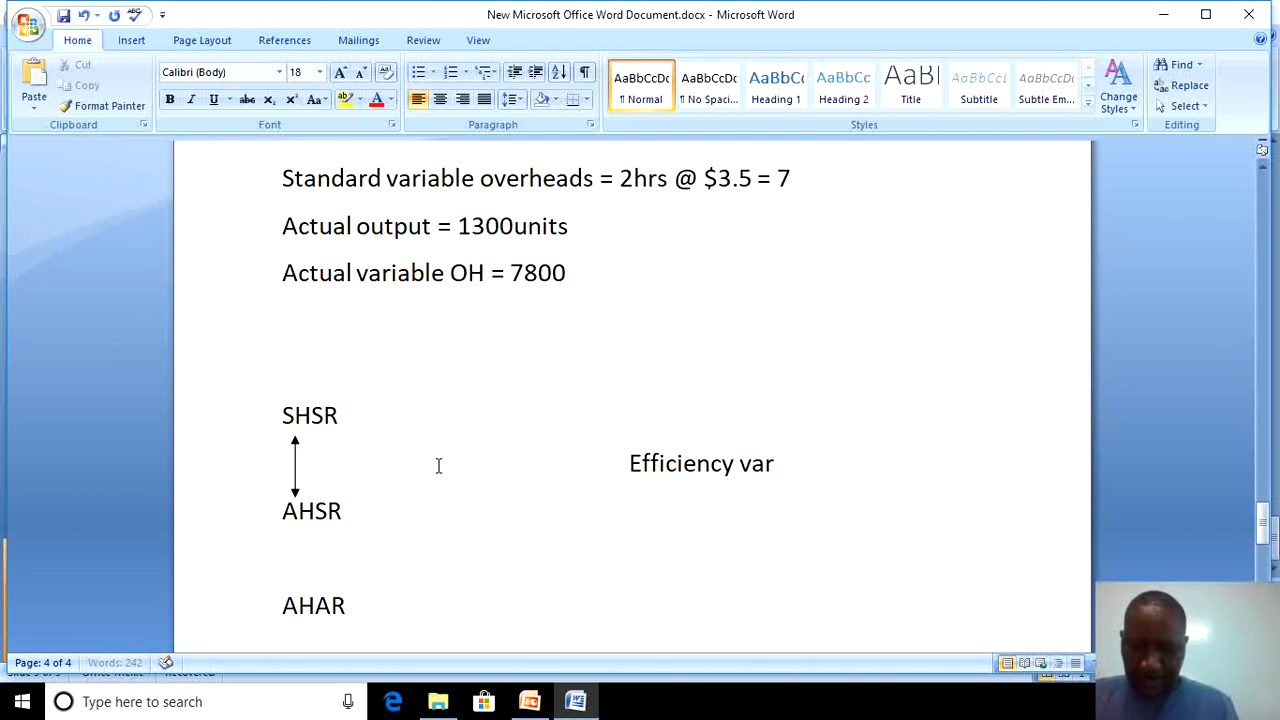 New Microsoft Office Word Document.docx - Microsoft Word
Home Insert Page Layout References Mailings Review View
Cut
Copy
Paste
Format Painter
Clipboard
Calibri (Body) 18
Font
Paragraph
AaBbCcDc AaBbCcDc AaBbC AaBbCc AaBl AaBbCcL AaBbCcDc
¶ Normal ¶ No Spaci... Heading 1 Heading 2 Title Subtitle Subtle Em...
Styles
Change
Styles
Find
Replace
Select
Editing
Standard variable overheads = 2hrs @ $3.5 = 7
Actual output = 1300units
Actual variable OH = 7800
SHSR
Efficiency var
AHSR
AHAR
Page: 4 of 4 Words: 242
Type here to search